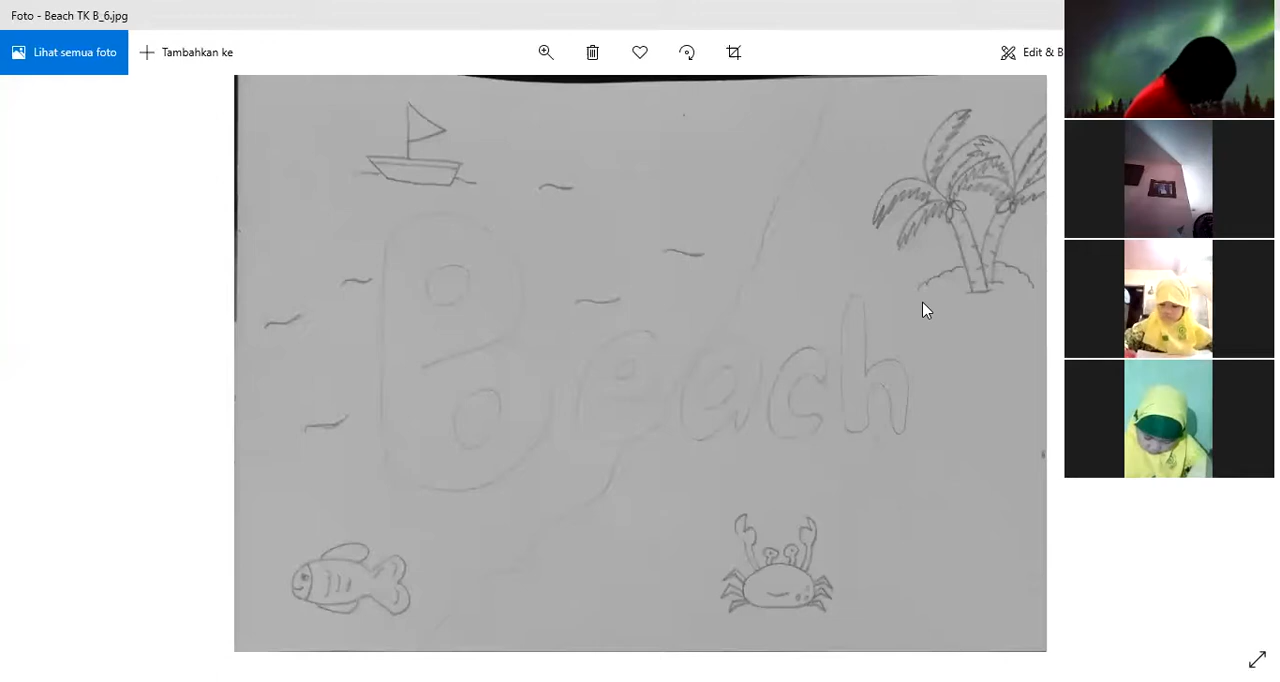 Foto - Beach TK B_6.jpg
Lihat semua foto
Tambahkan ke
Edit & B
Beach